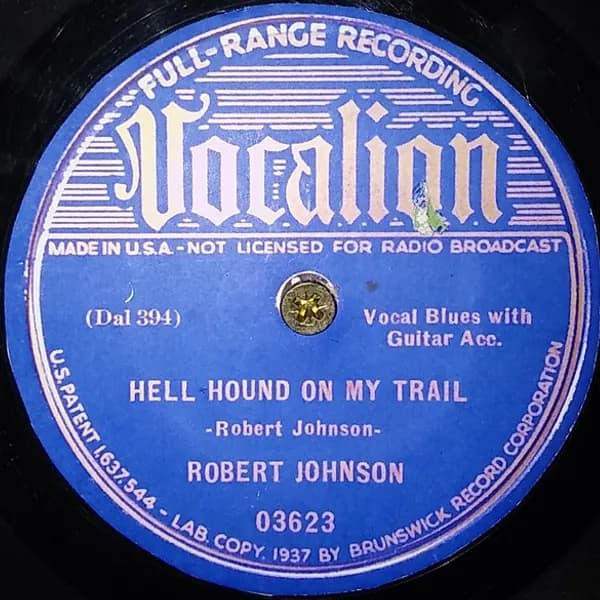 FULL-RANGE RECORDING
Vocalion
MADE IN U.S.A. - NOT LICENSED FOR RADIO BROADCAST
(Dal 394)
Vocal Blues with
Guitar Acc.
HELL HOUND ON MY TRAIL
-Robert Johnson-
ROBERT JOHNSON
03623
U.S. PATENT 1,637,544 - LAB. COPY. 1937 BY BRUNSWICK RECORD CORPORATION